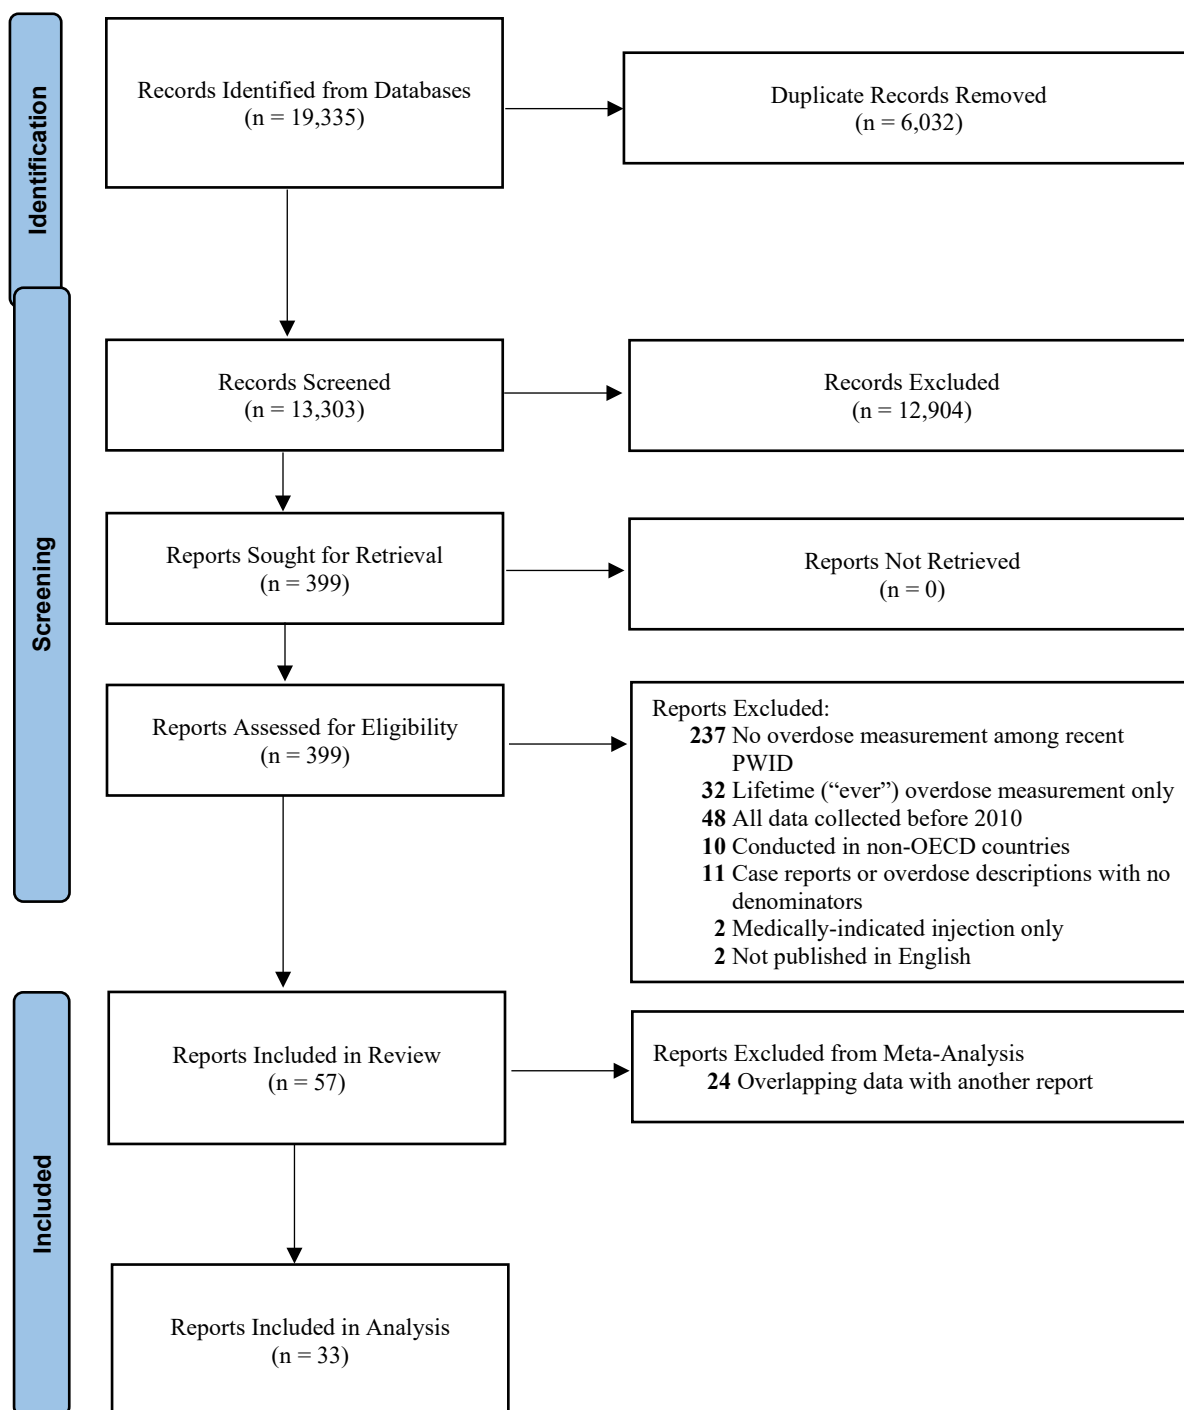 Identification
Records Identified from Databases
(n = 19,335)
Duplicate Records Removed
(n = 6,032)
Screening
Records Screened
(n = 13,303)
Records Excluded
(n = 12,904)
Reports Sought for Retrieval
(n = 399)
Reports Not Retrieved
(n = 0)
Reports Assessed for Eligibility
(n = 399)
Reports Excluded:
237 No overdose measurement among recent
PWID
32 Lifetime (“ever”) overdose measurement only
48 All data collected before 2010
10 Conducted in non-OECD countries
11 Case reports or overdose descriptions with no
denominators
2 Medically-indicated injection only
2 Not published in English
Included
Reports Included in Review
(n = 57)
Reports Excluded from Meta-Analysis
24 Overlapping data with another report
Reports Included in Analysis
(n = 33)